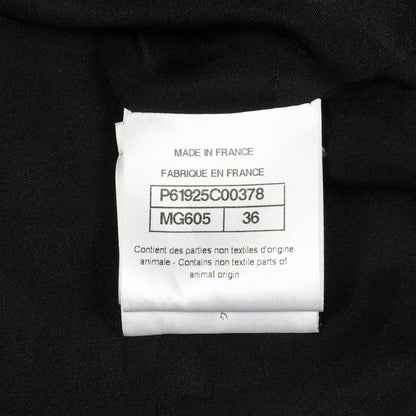 MADE IN FRANCE
FABRIQUE EN FRANCE
P61925C00378
MG605 36
Contient des parties non textiles d'origine
animale - Contains non textile parts of
animal origin